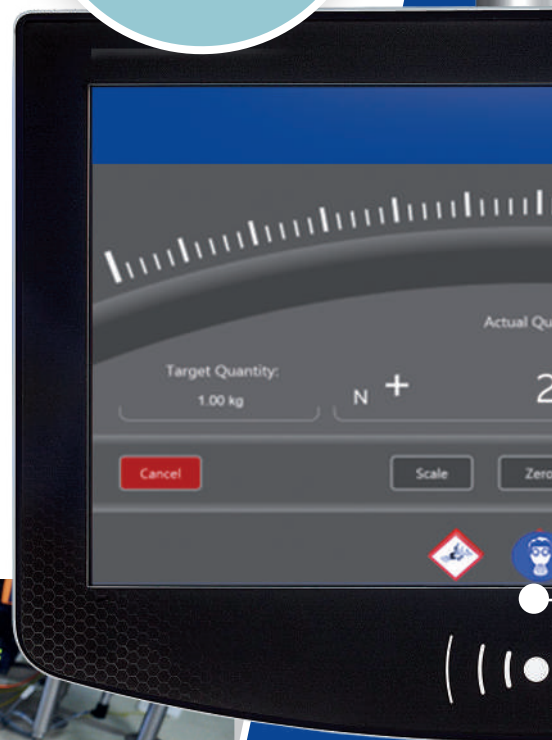 Actual Qu
Target Quantity:
1.00 kg
N + 2
Cancel
Scale
Zero